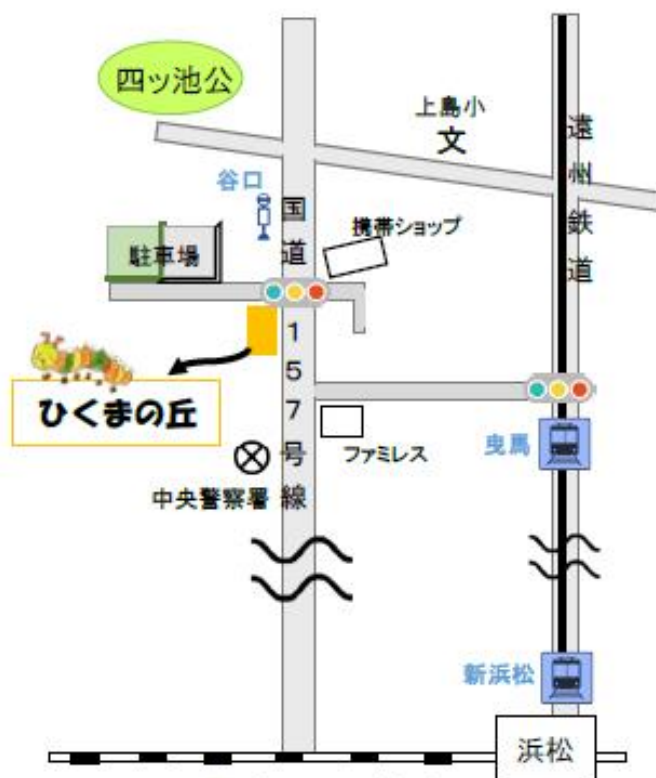 四ッ池公
上島小
文
遠州鉄道
谷口
国道157号線
携帯ショップ
駐車場
ひくまの丘
ファミレス
曳馬
中央警察署
新浜松
浜松